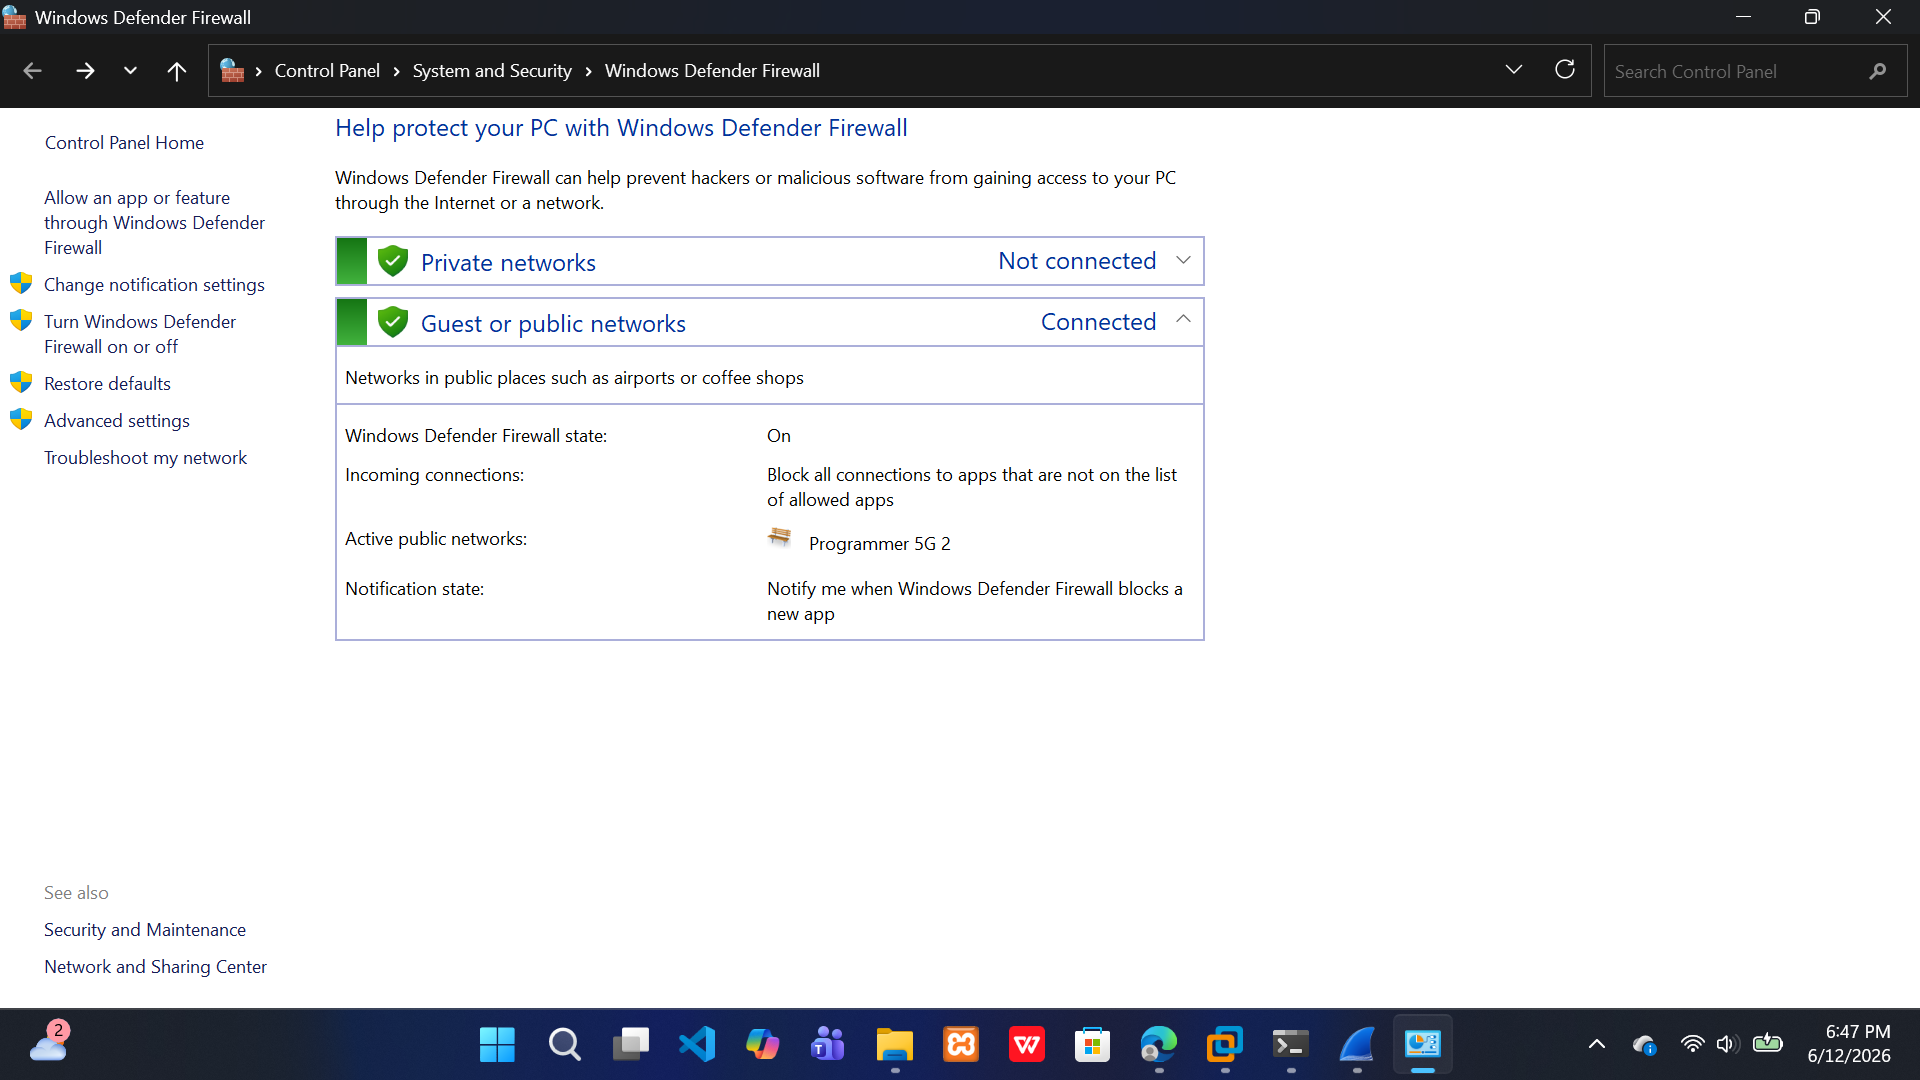 Windows Defender Firewall
Control Panel
System and Security
Windows Defender Firewall
Search Control Panel
Control Panel Home
Allow an app or feature
through Windows Defender
Firewall
Change notification settings
Turn Windows Defender
Firewall on or off
Restore defaults
Advanced settings
Troubleshoot my network
Help protect your PC with Windows Defender Firewall
Windows Defender Firewall can help prevent hackers or malicious software from gaining access to your PC
through the Internet or a network.
Private networks
Not connected
Guest or public networks
Connected
Networks in public places such as airports or coffee shops
Windows Defender Firewall state:
On
Incoming connections:
Block all connections to apps that are not on the list
of allowed apps
Active public networks:
Programmer 5G 2
Notification state:
Notify me when Windows Defender Firewall blocks a
new app
See also
Security and Maintenance
Network and Sharing Center
2
6:47 PM
6/12/2026